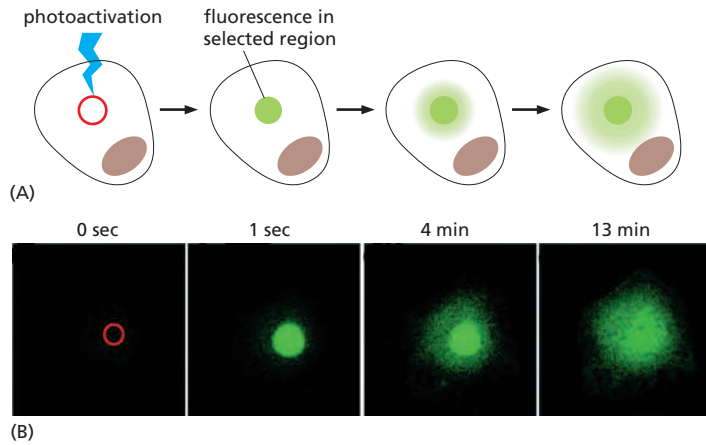 photoactivation
fluorescence in
selected region
(A)
0 sec
1 sec
4 min
13 min
(B)